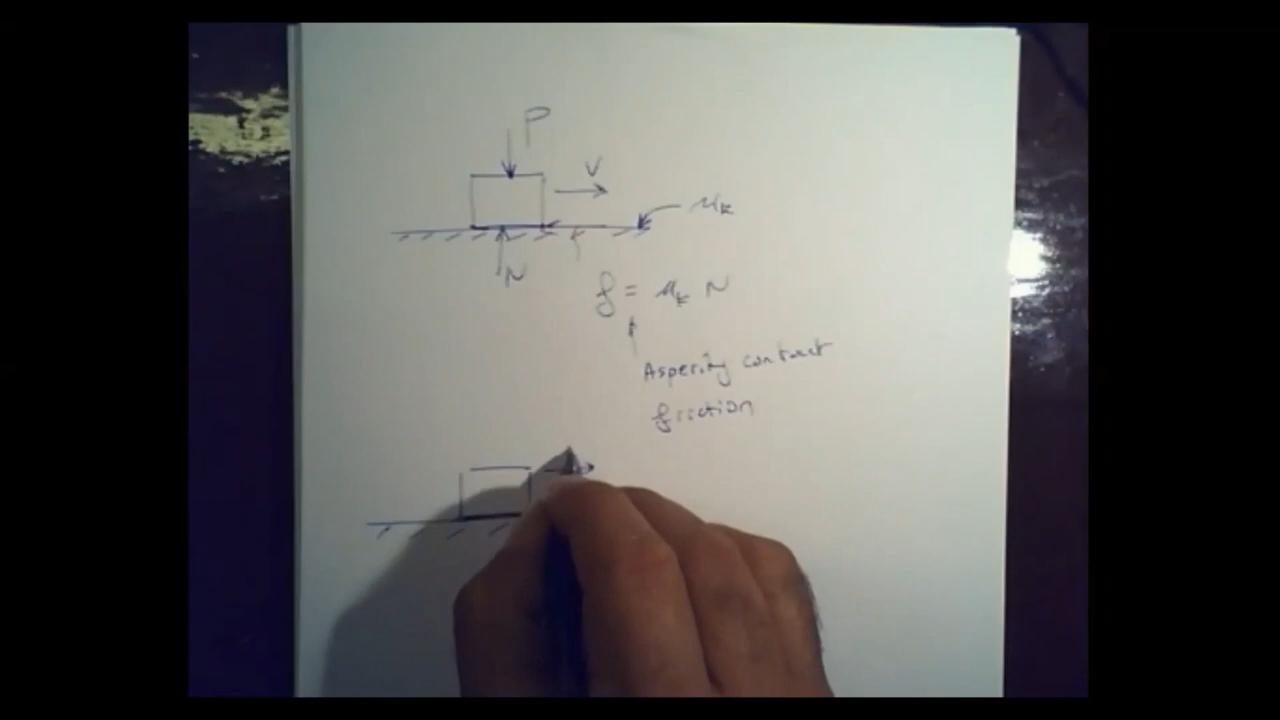 P
V
μk
N
f = μk N
Asperity contact
friction